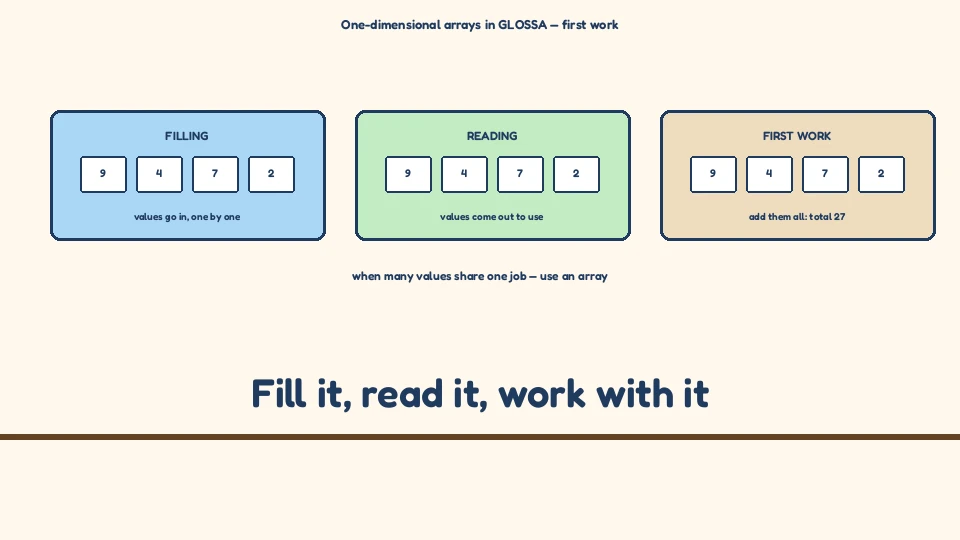 One-dimensional arrays in GLOSSA — first work
FILLING
9 4 7 2
values go in, one by one
READING
9 4 7 2
values come out to use
FIRST WORK
9 4 7 2
add them all: total 27
when many values share one job — use an array
Fill it, read it, work with it